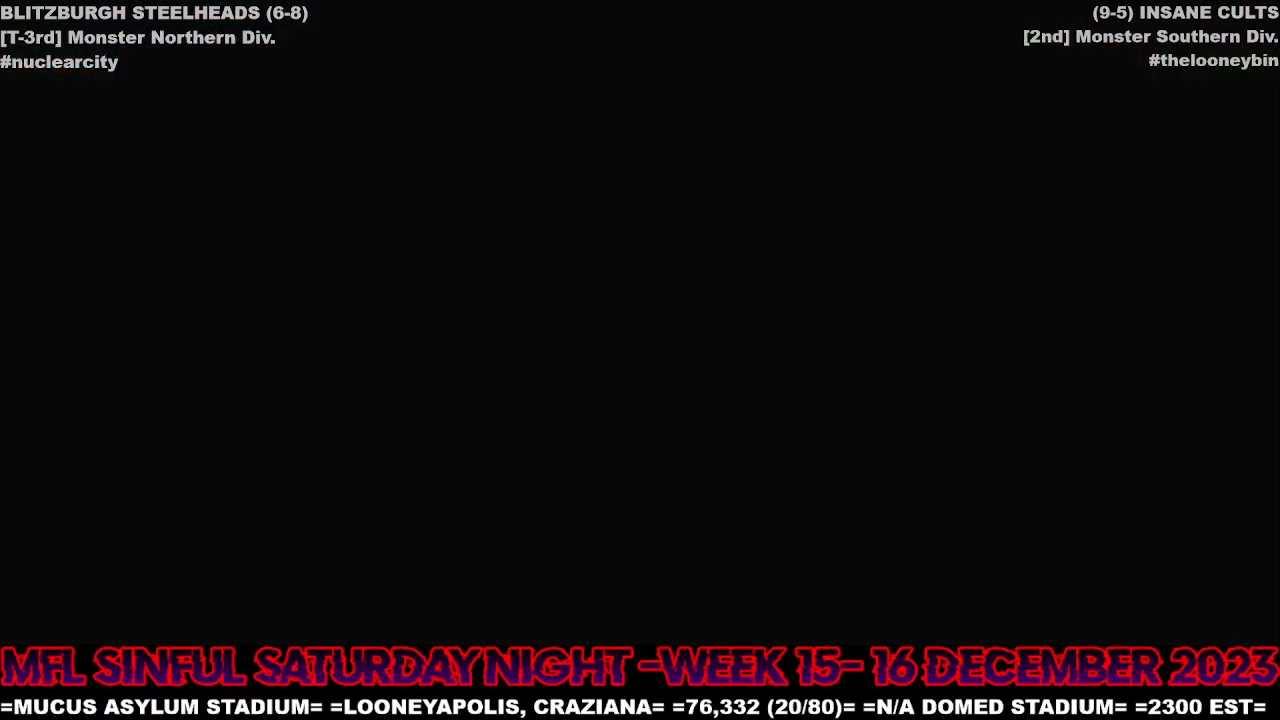 BLITZBURGH STEELHEADS (6-8)
[T-3rd] Monster Northern Div.
#nuclearcity
(9-5) INSANE CULTS
[2nd] Monster Southern Div.
#thelooneybin
MFL SINFUL SATURDAY NIGHT -WEEK 15- 16 DECEMBER 2023
=MUCUS ASYLUM STADIUM= =LOONEYAPOLIS, CRAZIANA= =76,332 (20/80)= =N/A DOMED STADIUM= =2300 EST=